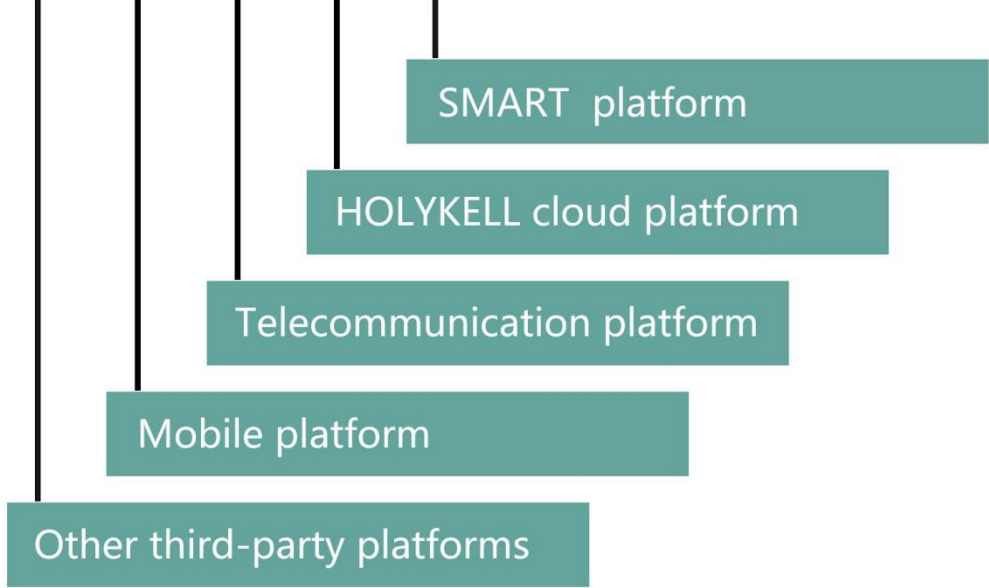 SMART platform
HOLYKELL cloud platform
Telecommunication platform
Mobile platform
Other third-party platforms